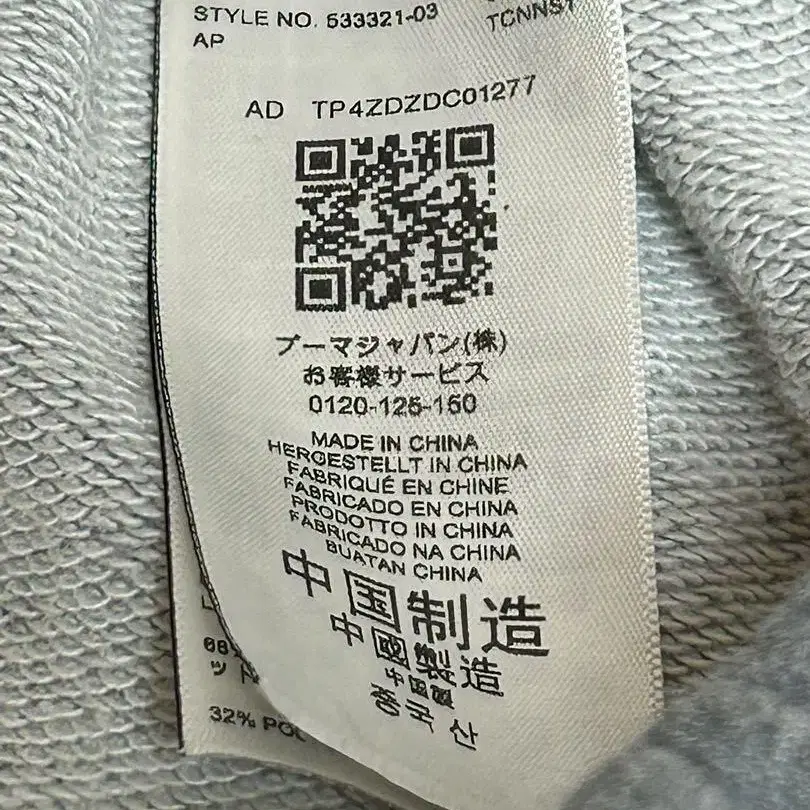 STYLE NO. 533321-03
TCNNST
AP
AD TP4ZDZDC01277
プーマジャパン(株)
お客様サービス
0120-125-150
MADE IN CHINA
HERGESTELLT IN CHINA
FABRIQUÉ EN CHINE
FABRICADO EN CHINA
PRODOTTO IN CHINA
FABRICADO NA CHINA
BUATAN CHINA
中国制造
中國製造
中国製
중국 산
ット
32% POL